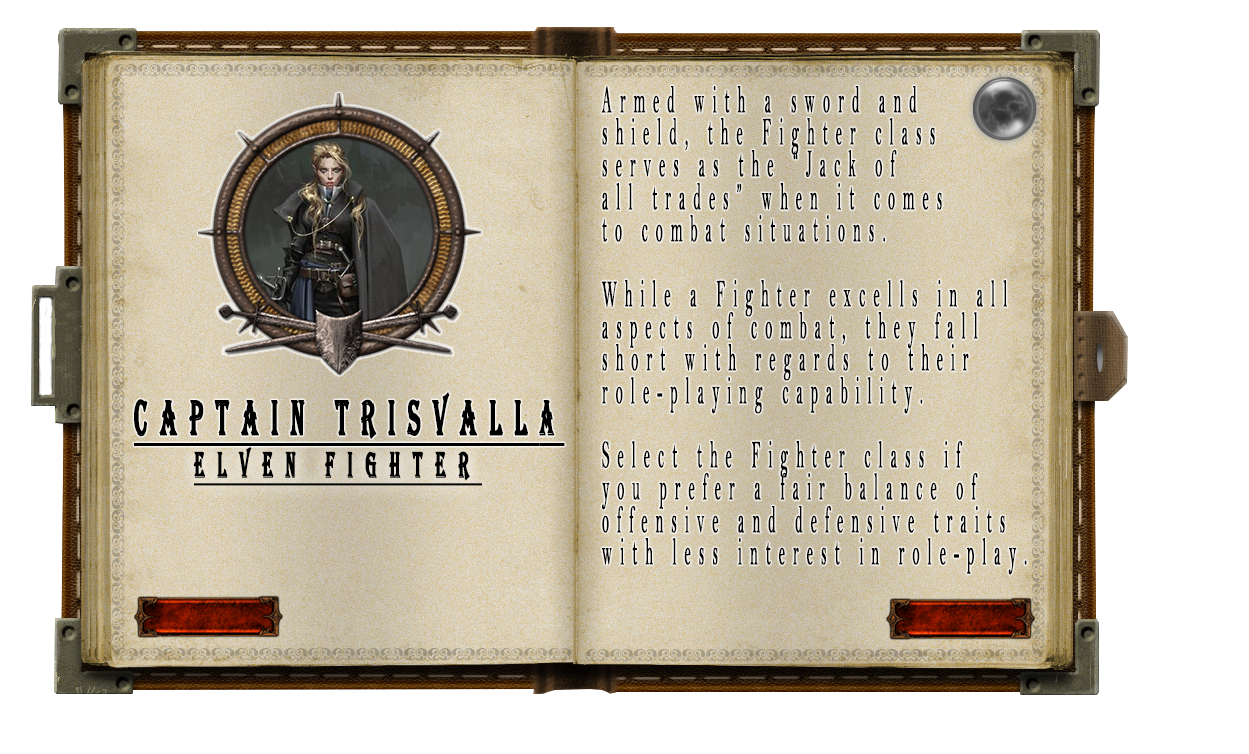 CAPTAIN TRISVALLA
ELVEN FIGHTER
Armed with a sword and
shield, the Fighter class
serves as the "Jack of
all trades" when it comes
to combat situations.
While a Fighter excells in all
aspects of combat, they fall
short with regards to their
role-playing capability.
Select the Fighter class if
you prefer a fair balance of
offensive and defensive traits
with less interest in role-play.